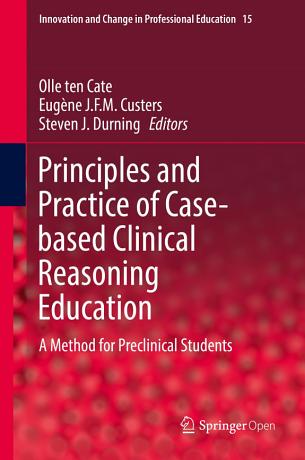 Innovation and Change in Professional Education 15
Olle ten Cate
Eugène J.F.M. Custers
Steven J. Durning Editors
Principles and
Practice of Case-
based Clinical
Reasoning
Education
A Method for Preclinical Students
Springer Open